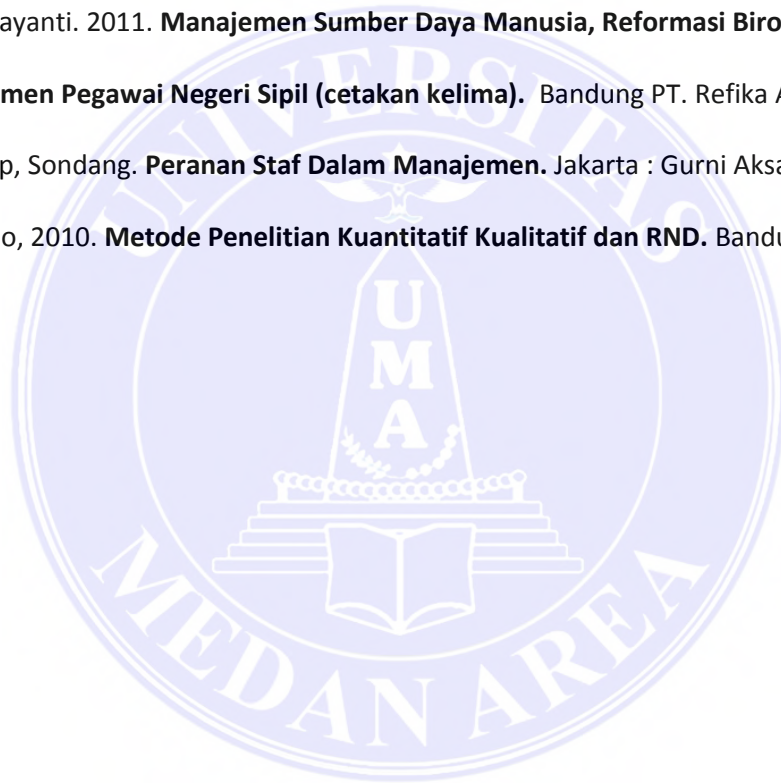 ayanti. 2011. Manajemen Sumber Daya Manusia, Reformasi Biro
men Pegawai Negeri Sipil (cetakan kelima). Bandung PT. Refika A
p, Sondang. Peranan Staf Dalam Manajemen. Jakarta : Gurni Aksa
o, 2010. Metode Penelitian Kuantitatif Kualitatif dan RND. Bandu
UNIVERSITAS
U
M
A
MEDAN AREA